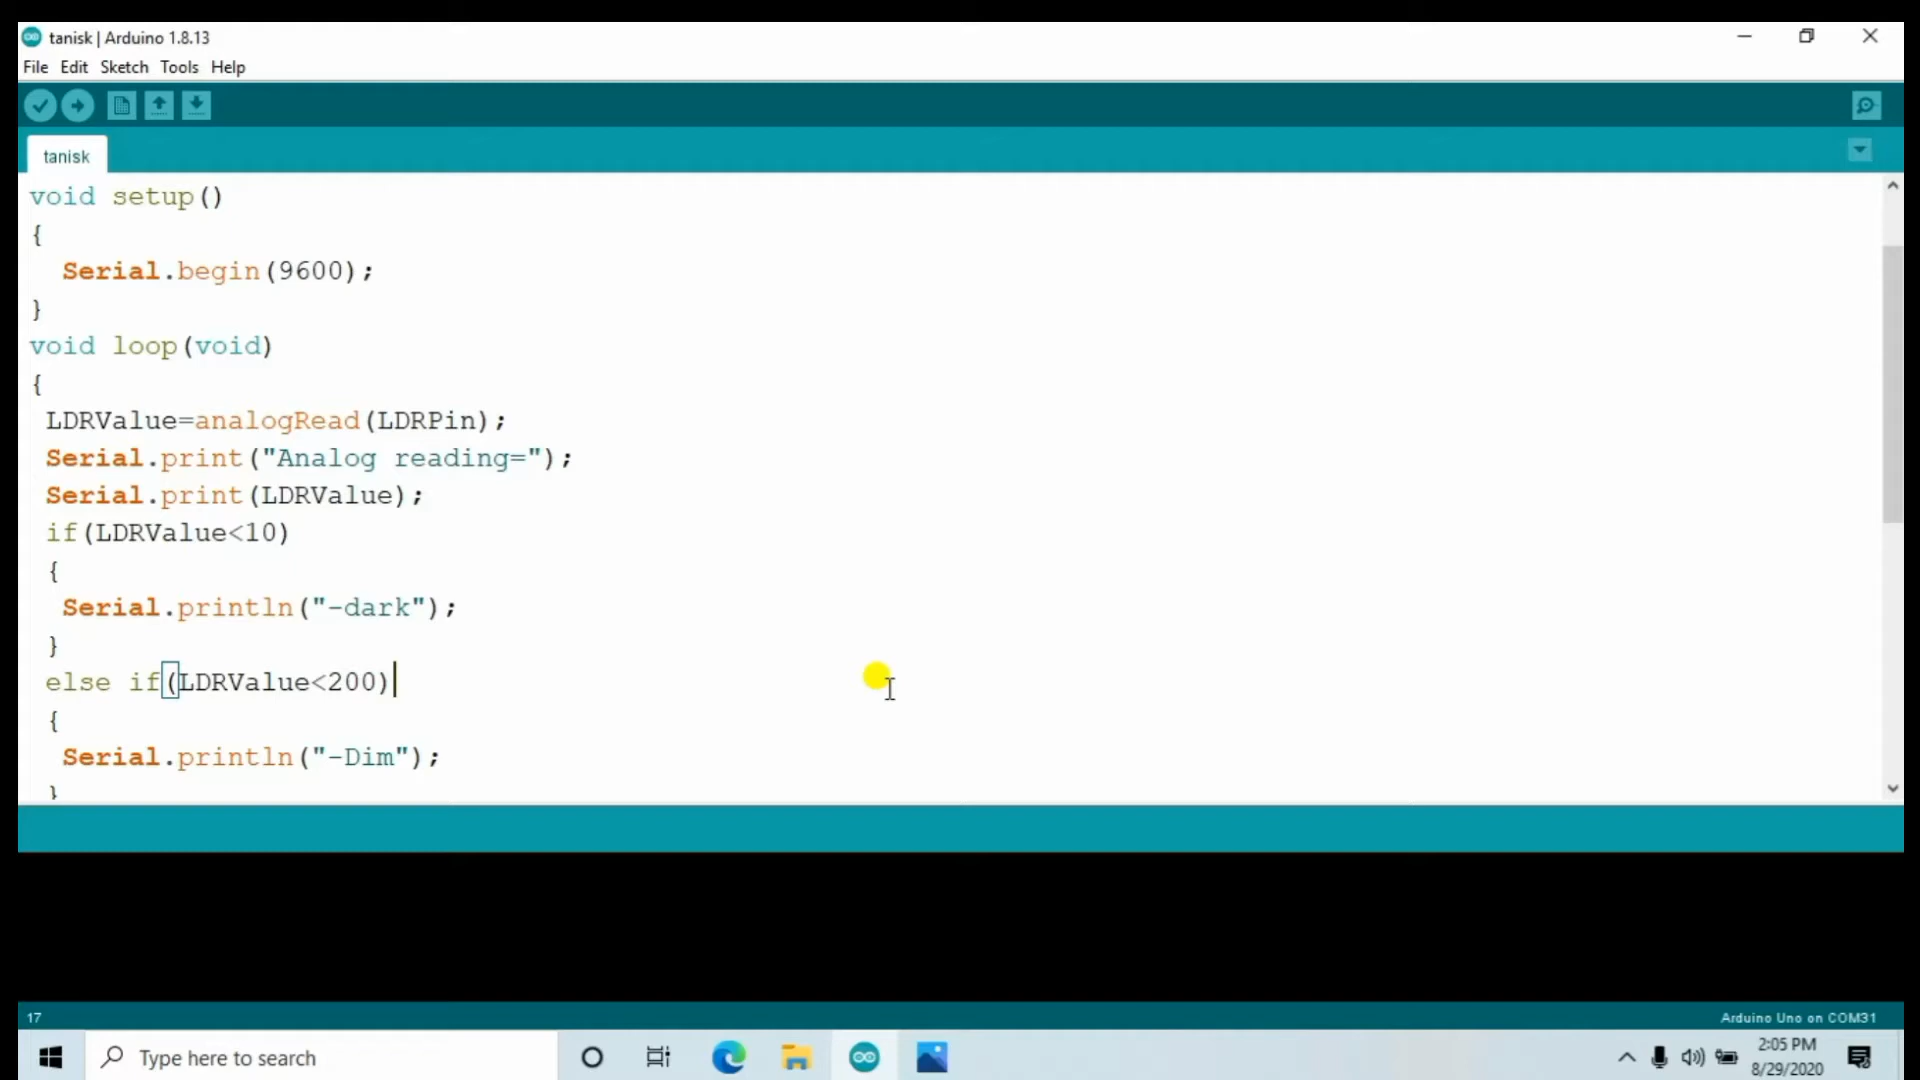 tanisk | Arduino 1.8.13
File Edit Sketch Tools Help
tanisk
void setup()
{
Serial.begin(9600);
}
void loop(void)
{
LDRValue=analogRead(LDRPin);
Serial.print("Analog reading=");
Serial.print(LDRValue);
if(LDRValue<10)
{
Serial.println("-dark");
}
else if(LDRValue<200)
{
Serial.println("-Dim");
}
17
Arduino Uno on COM31
Type here to search
2:05 PM
8/29/2020